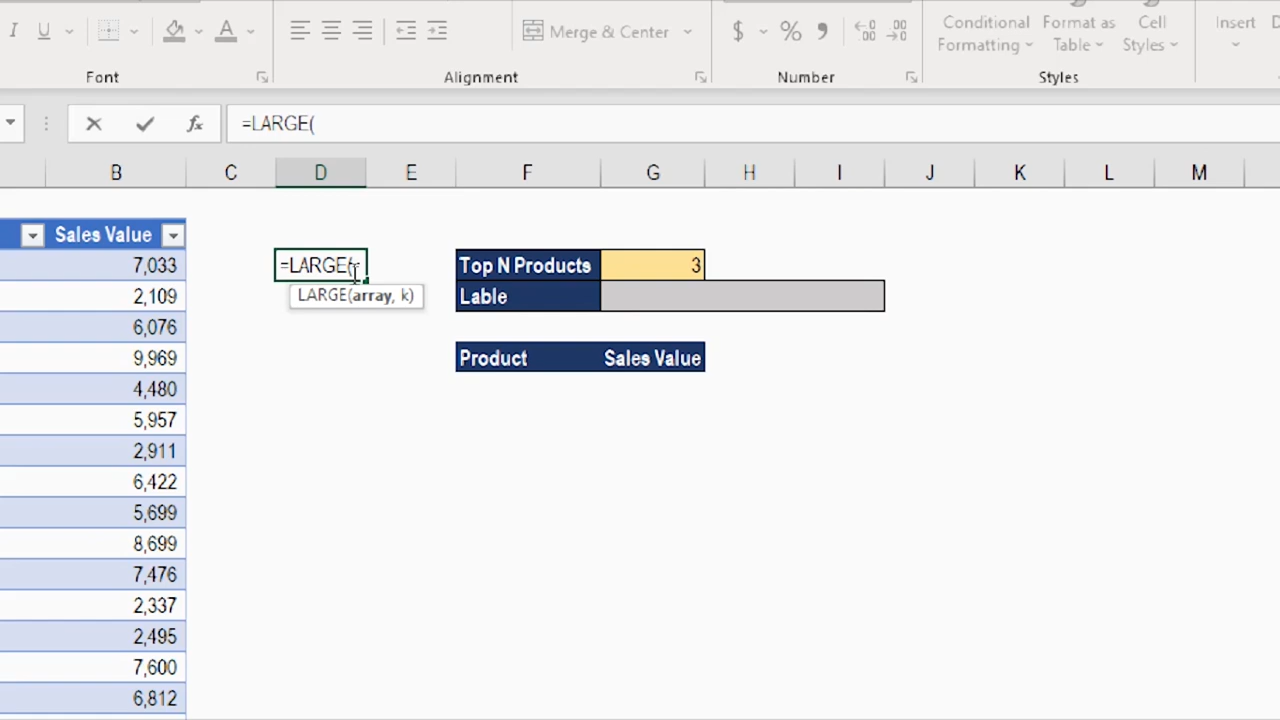 I U A $ % 9 Merge & Center Conditional Format as Cell Insert
Formatting Table Styles
Font Alignment Number Styles
fx =LARGE(
B C D E F G H I J K L M
Sales Value
7,033 =LARGE( Top N Products 3
2,109 LARGE(array, k) Lable
6,076
9,969 Product Sales Value
4,480
5,957
2,911
6,422
5,699
8,699
7,476
2,337
2,495
7,600
6,812